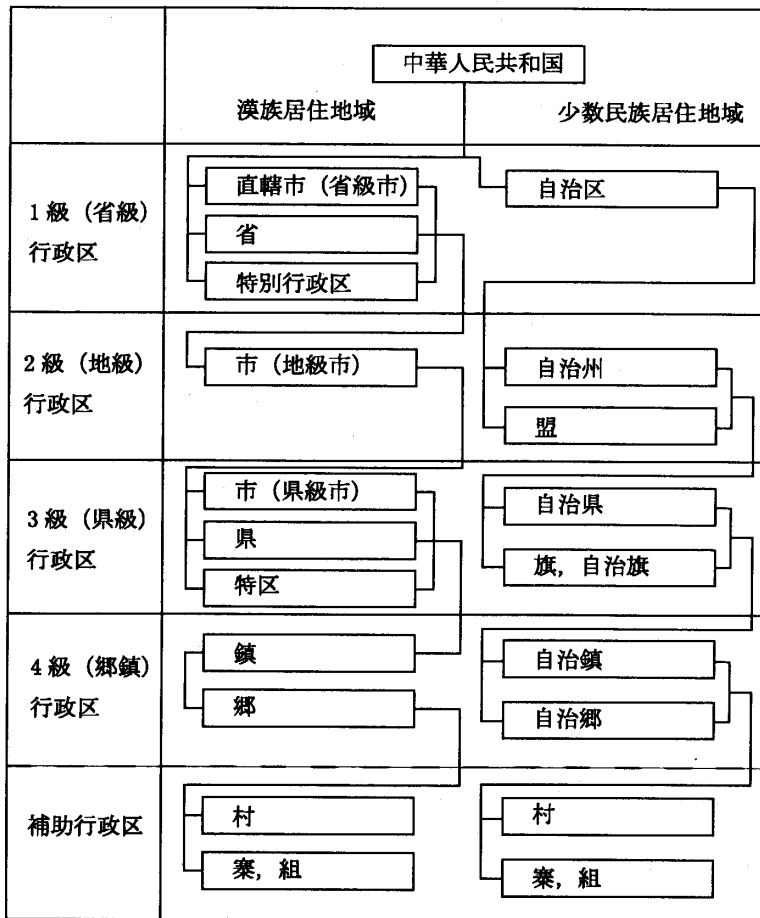 中華人民共和国
漢族居住地域
少数民族居住地域
1級（省級）
行政区
直轄市（省級市）
省
特別行政区
自治区
2級（地級）
行政区
市（地級市）
自治州
盟
3級（県級）
行政区
市（県級市）
県
特区
自治県
旗，自治旗
4級（郷鎮）
行政区
鎮
郷
自治鎮
自治郷
補助行政区
村
寨，組
村
寨，組